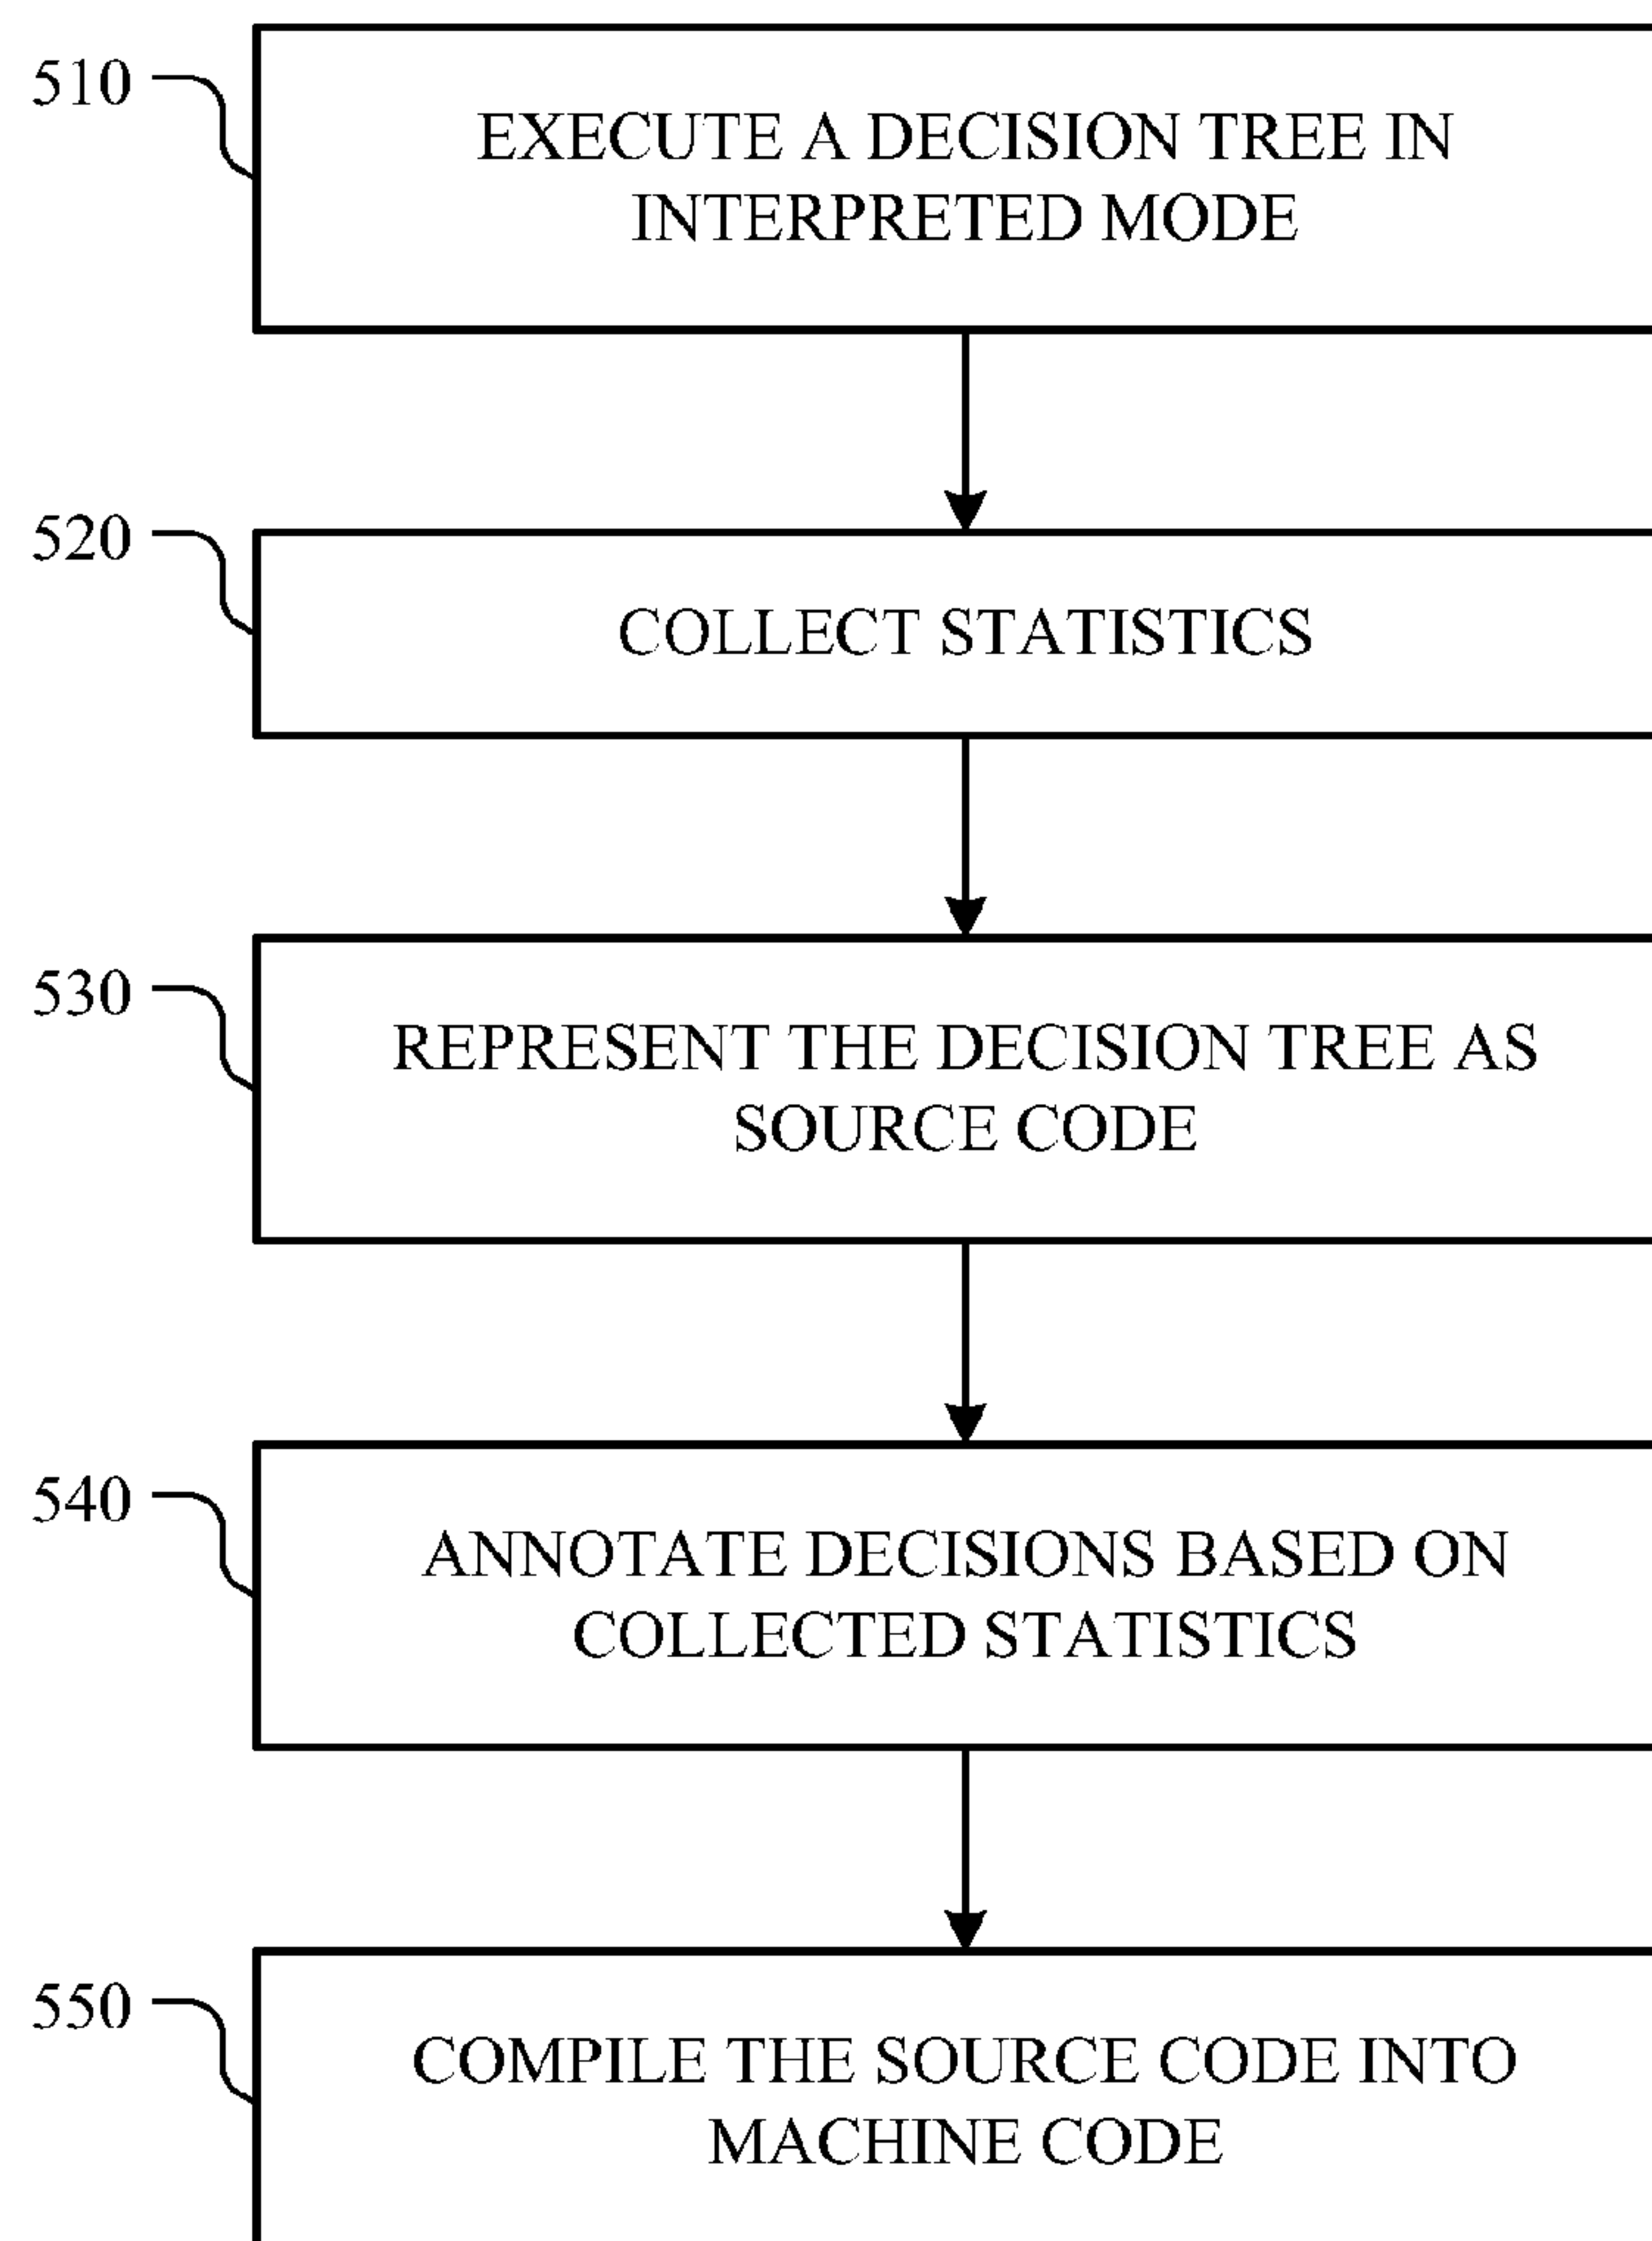 510
EXECUTE A DECISION TREE IN
INTERPRETED MODE
520
COLLECT STATISTICS
530
REPRESENT THE DECISION TREE AS
SOURCE CODE
540
ANNOTATE DECISIONS BASED ON
COLLECTED STATISTICS
550
COMPILE THE SOURCE CODE INTO
MACHINE CODE